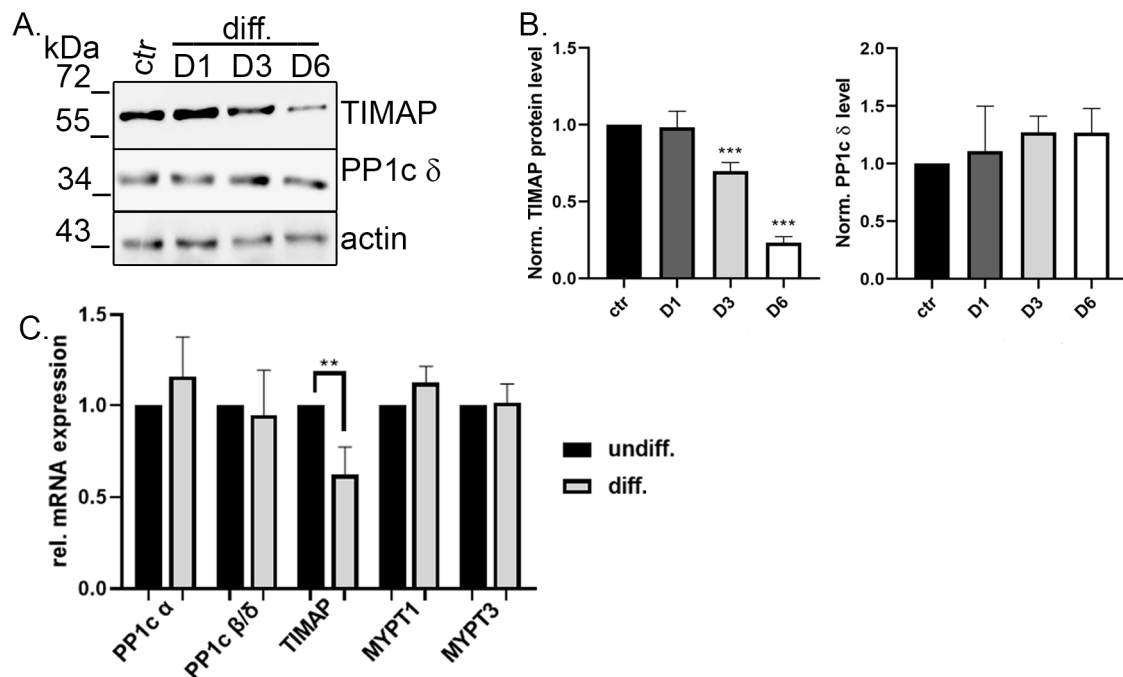 A.
diff.
kDa ctr D1 D3 D6
72
55
TIMAP
34
PP1c δ
43
actin
B.
Norm. TIMAP protein level
1.5
1.0
0.5
0.0
***
***
ctr D1 D3 D6
Norm. PP1c δ level
2.0
1.5
1.0
0.5
0.0
ctr D1 D3 D6
C.
rel. mRNA expression
1.5
1.0
0.5
0.0
**
PP1c α PP1c β/δ TIMAP MYPT1 MYPT3
undiff.
diff.